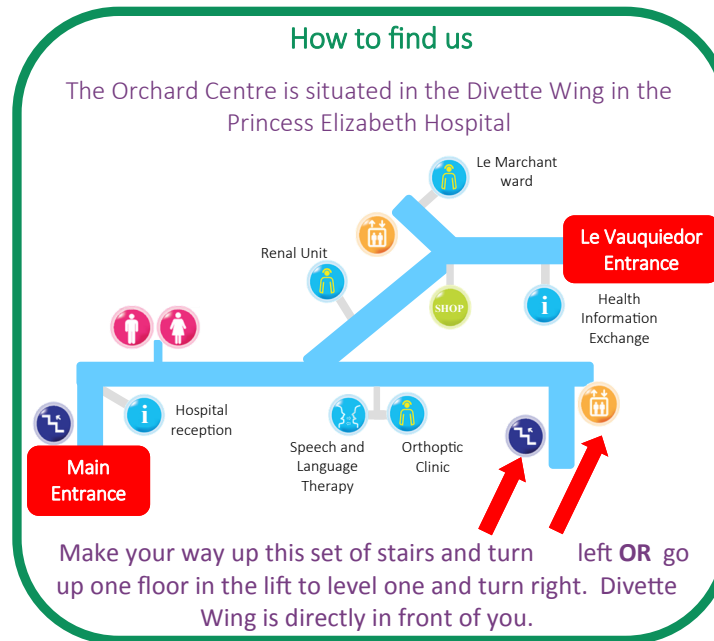 How to find us
The Orchard Centre is situated in the Divette Wing in the
Princess Elizabeth Hospital
Le Marchant
ward
Renal Unit
Le Vauquiedor
Entrance
SHOP
i
Health
Information
Exchange
i
Hospital
reception
Speech and
Language
Therapy
Orthoptic
Clinic
Main
Entrance
Make your way up this set of stairs and turn left OR go
up one floor in the lift to level one and turn right. Divette
Wing is directly in front of you.